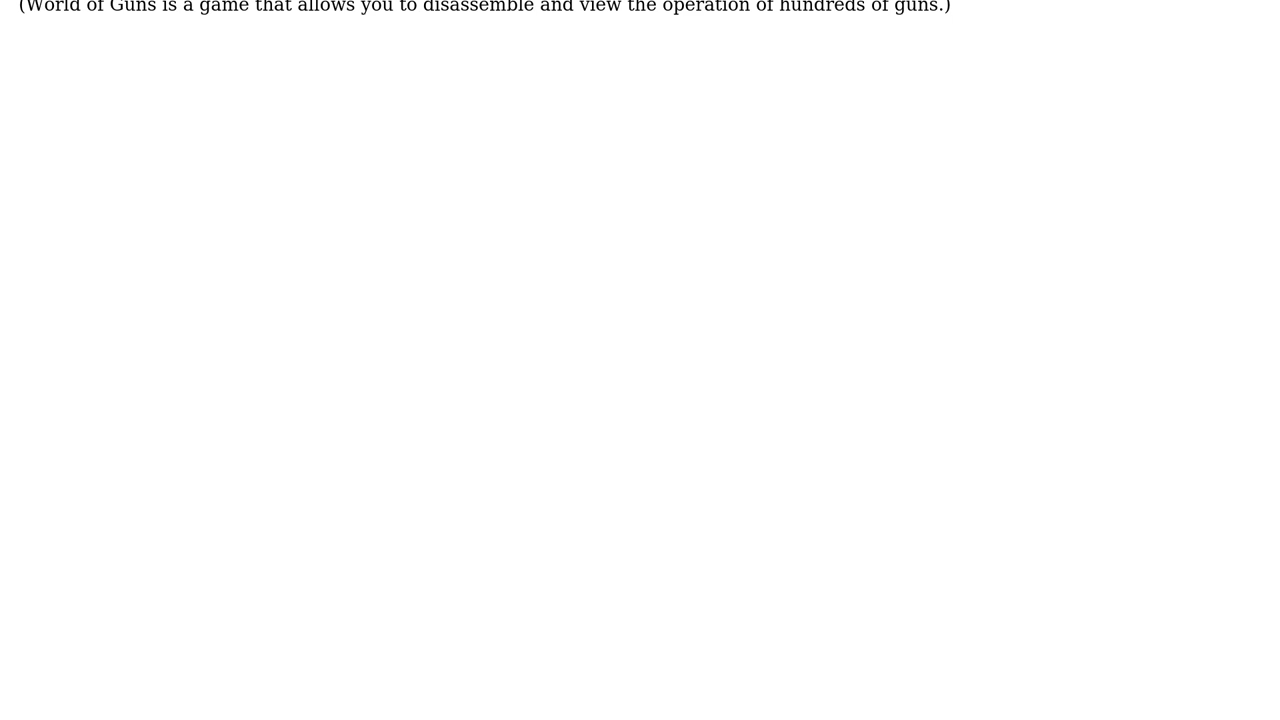 (World of Guns is a game that allows you to disassemble and view the operation of hundreds of guns.)